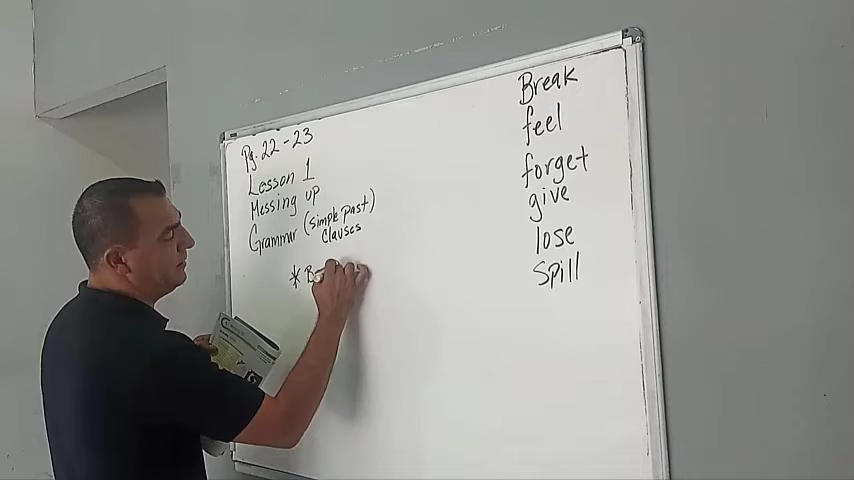 Pg. 22-23
Lesson 1
Messing up
Grammar (simple past)
clauses
* B
Break
feel
forget
give
lose
Spill